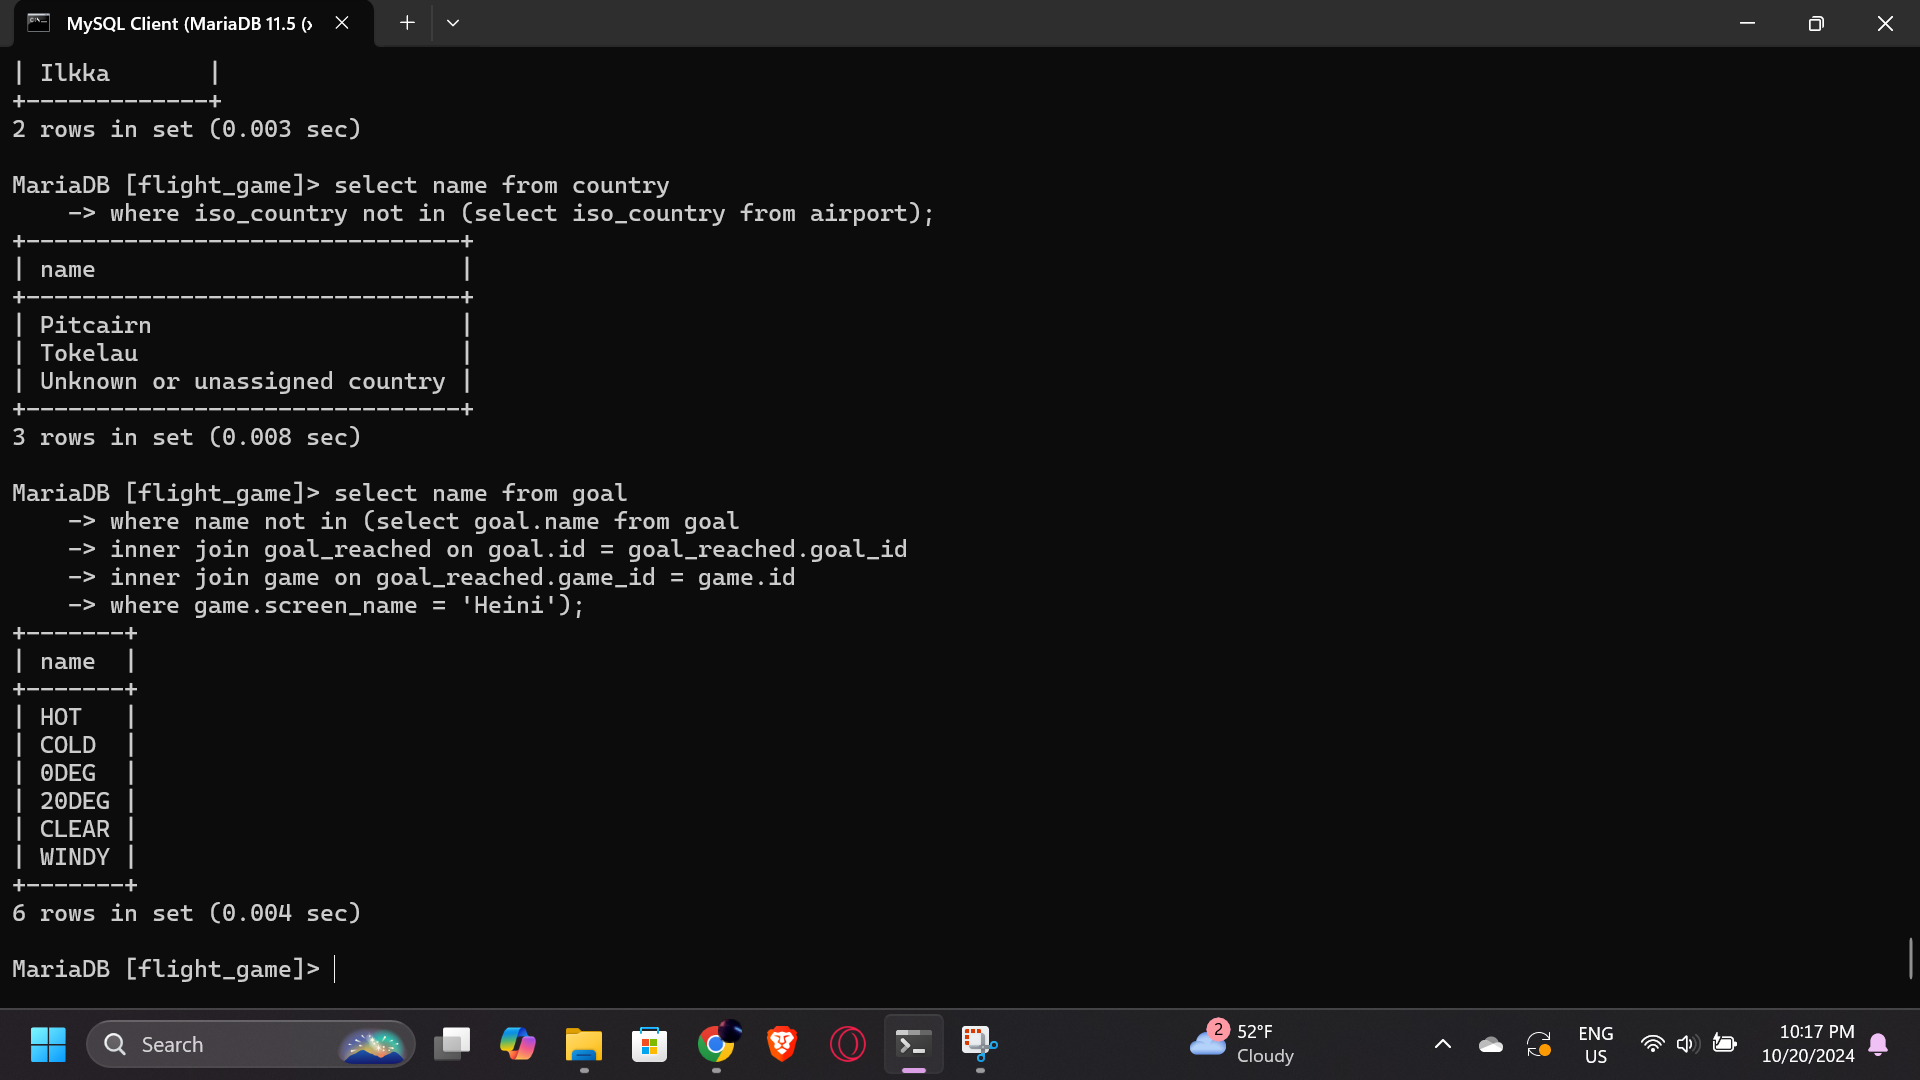 MySQL Client (MariaDB 11.5 (x
| Ilkka       |
+-------------+
2 rows in set (0.003 sec)
MariaDB [flight_game]> select name from country
    -> where iso_country not in (select iso_country from airport);
+-------------------------------+
| name                          |
+-------------------------------+
| Pitcairn                      |
| Tokelau                       |
| Unknown or unassigned country |
+-------------------------------+
3 rows in set (0.008 sec)
MariaDB [flight_game]> select name from goal
    -> where name not in (select goal.name from goal
    -> inner join goal_reached on goal.id = goal_reached.goal_id
    -> inner join game on goal_reached.game_id = game.id
    -> where game.screen_name = 'Heini');
+-------+
| name  |
+-------+
| HOT   |
| COLD  |
| 0DEG  |
| 20DEG |
| CLEAR |
| WINDY |
+-------+
6 rows in set (0.004 sec)
MariaDB [flight_game]>
Search
2
52°F
Cloudy
ENG
US
10:17 PM
10/20/2024